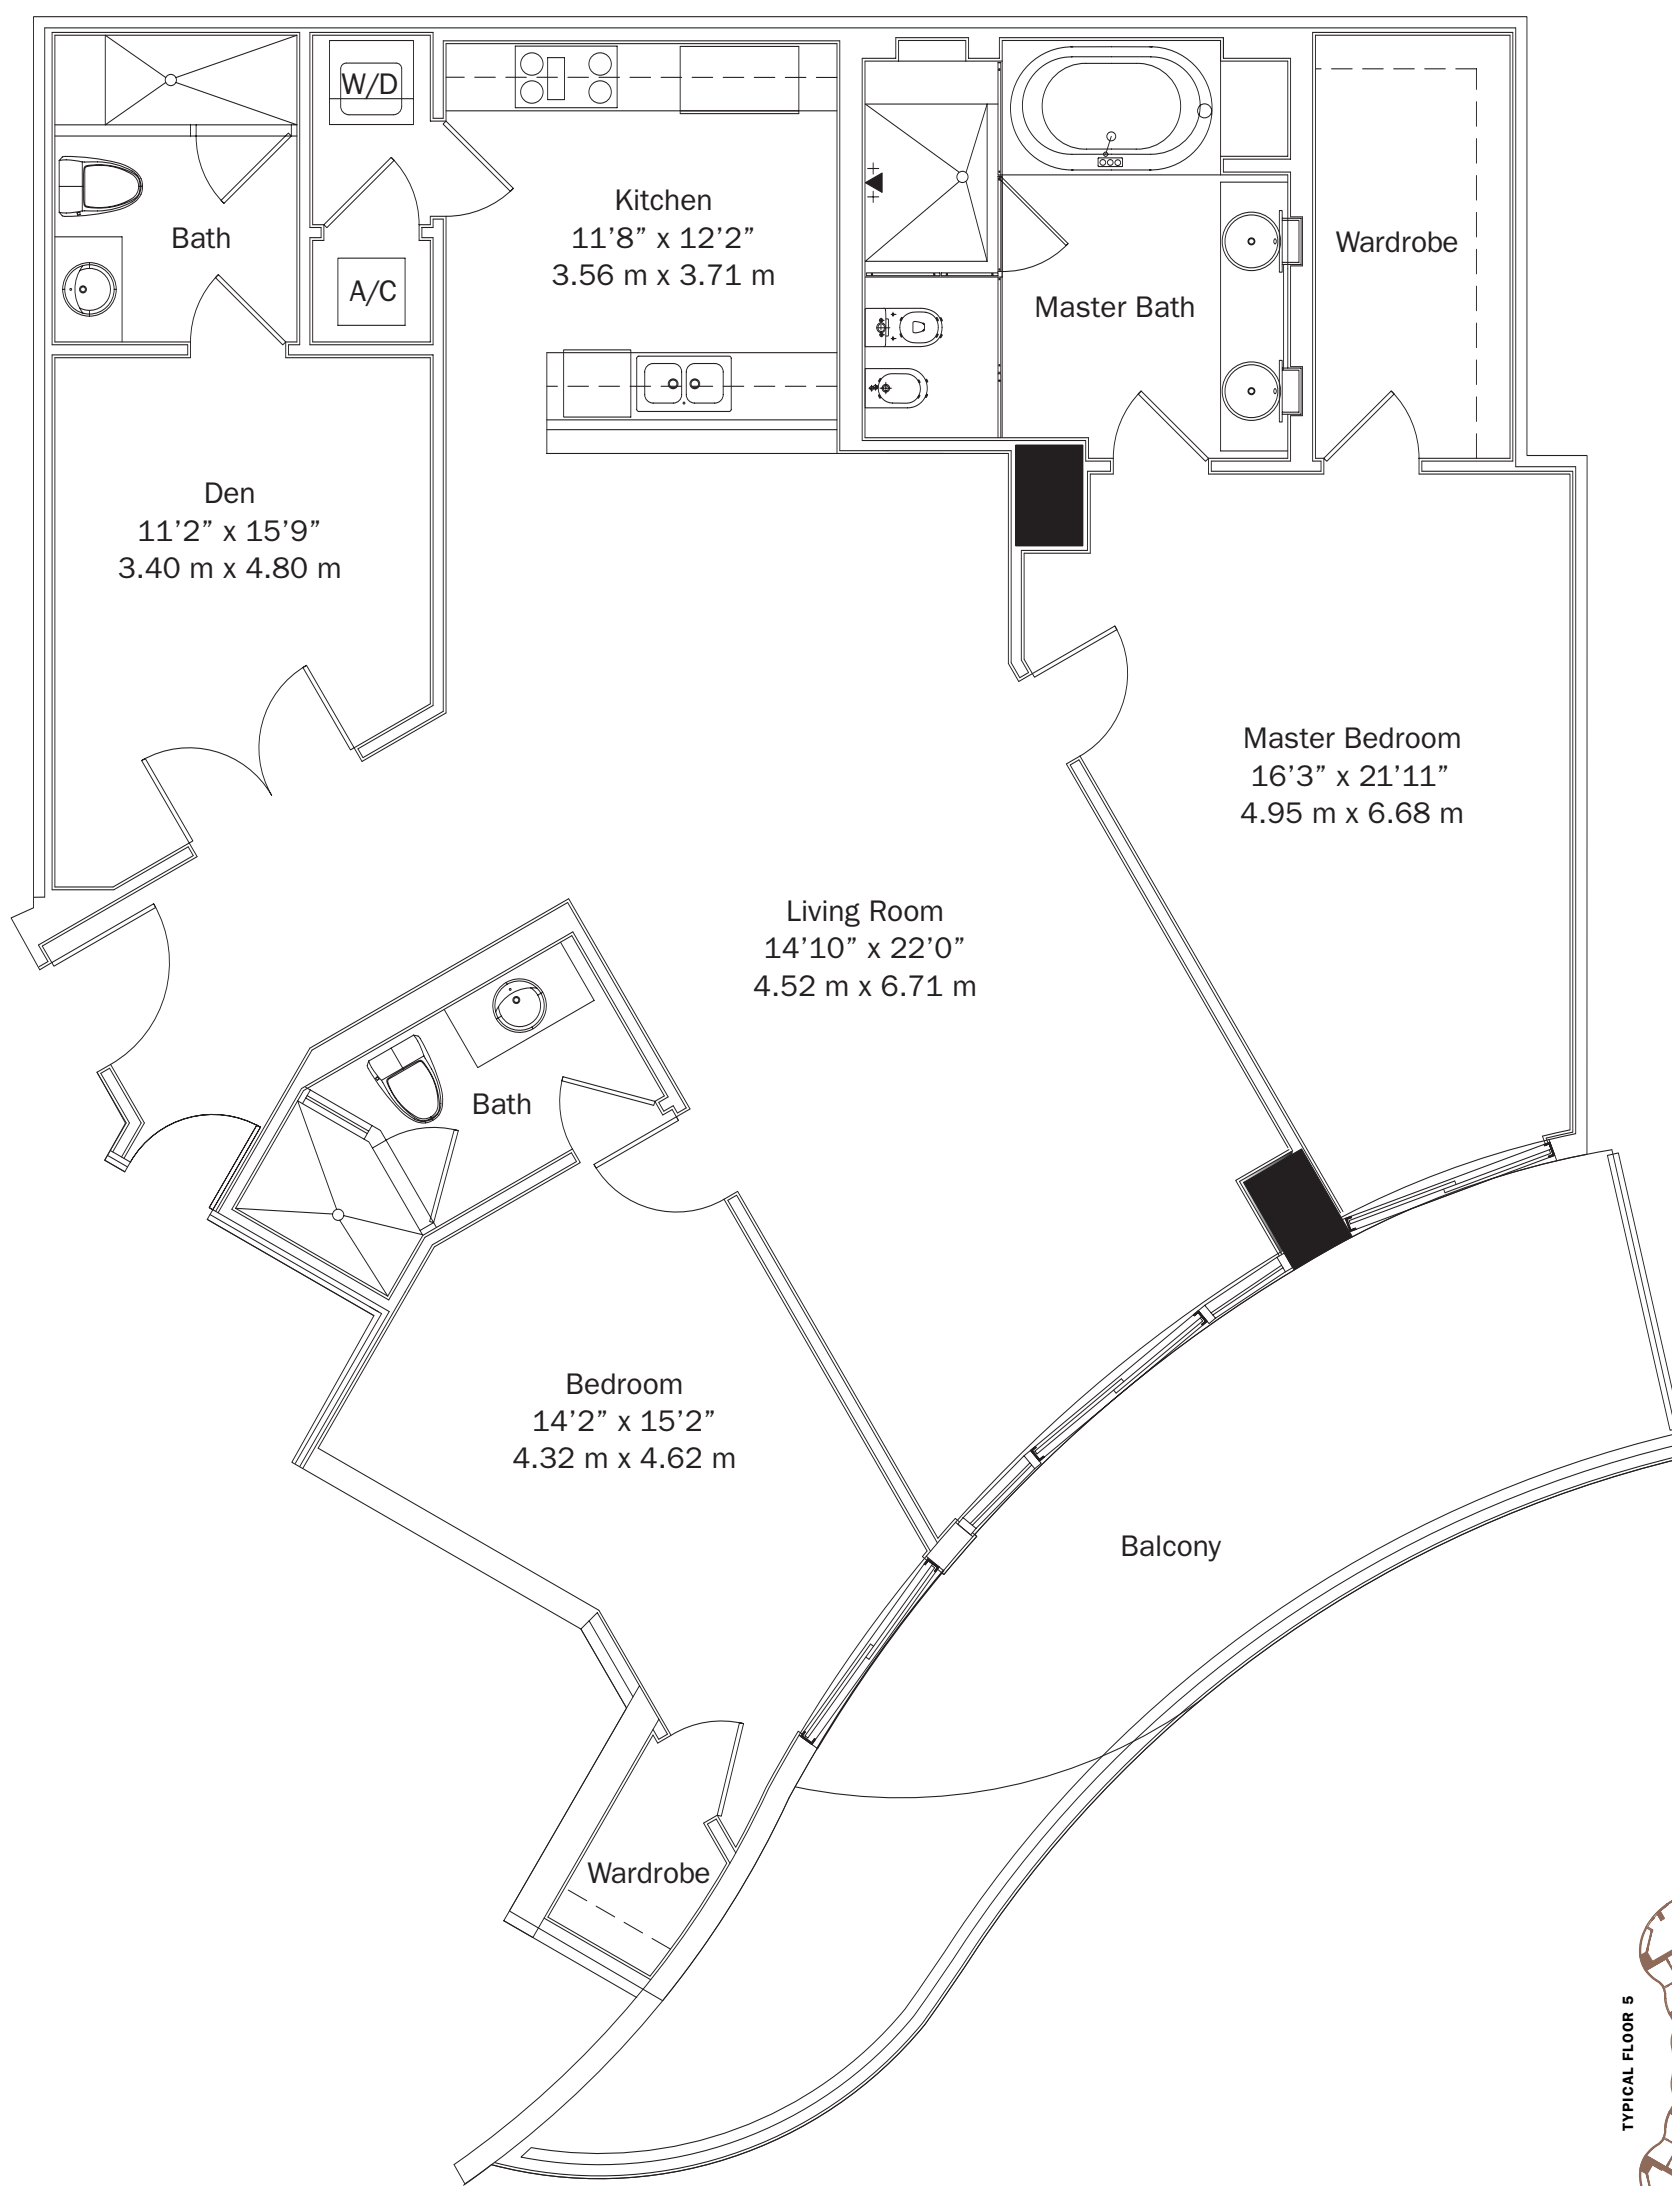 W/D
Kitchen
11’8” x 12’2”
3.56 m x 3.71 m
Bath
Wardrobe
A/C
Master Bath
Den
11’2” x 15’9”
3.40 m x 4.80 m
Master Bedroom
16’3” x 21’11”
4.95 m x 6.68 m
Living Room
14’10” x 22’0”
4.52 m x 6.71 m
Bath
Bedroom
14’2” x 15’2”
4.32 m x 4.62 m
Balcony
Wardrobe
TYPICAL FLOOR 5